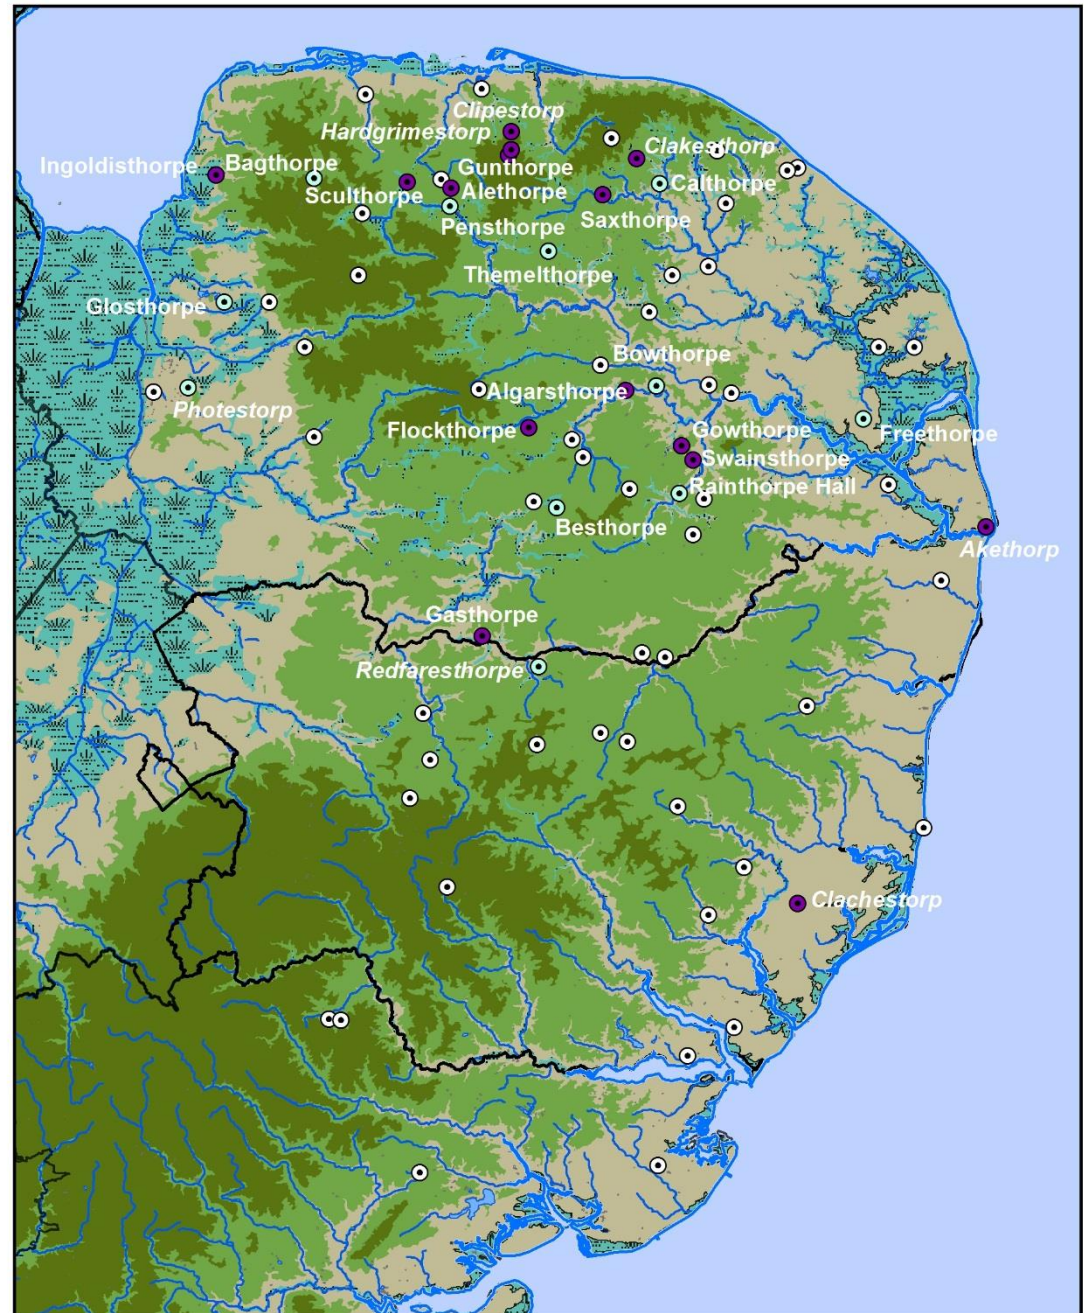 Clipestorp
Hardgrimestorp
Clakesthorp
Ingoldisthorpe
Bagthorpe
Gunthorpe
Calthorpe
Sculthorpe
Alethorpe
Saxthorpe
Pensthorpe
Themelthorpe
Glosthorpe
Bowthorpe
Algarsthorpe
Photestorp
Flockthorpe
Gowthorpe
Freethorpe
Swainsthorpe
Rainthorpe Hall
Besthorpe
Akethorp
Gasthorpe
Redfaresthorpe
Clachestorp